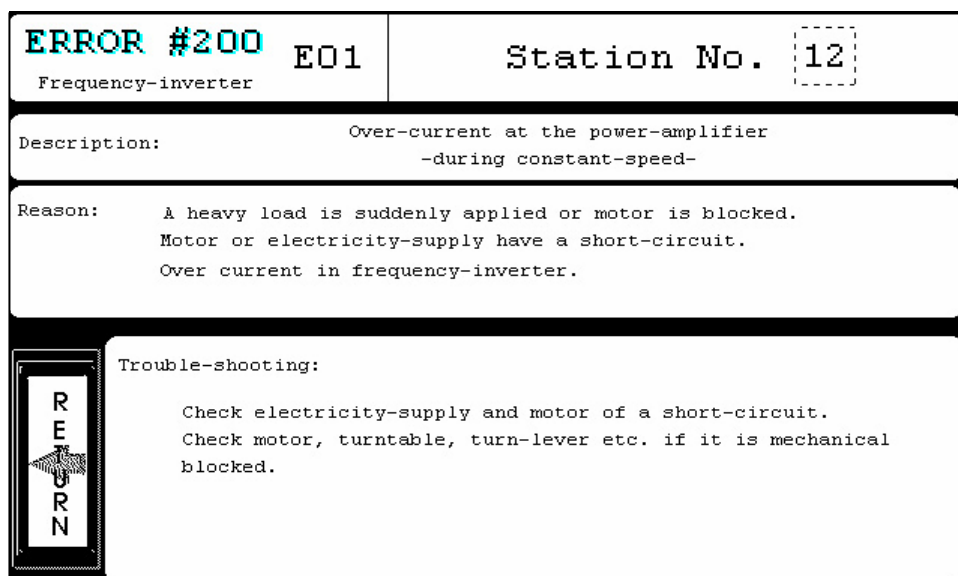 ERROR #200 E01 Station No. 12
Frequency-inverter
Description: Over-current at the power-amplifier
-during constant-speed-
Reason: A heavy load is suddenly applied or motor is blocked.
Motor or electricity-supply have a short-circuit.
Over current in frequency-inverter.
Trouble-shooting:
Check electricity-supply and motor of a short-circuit.
Check motor, turntable, turn-lever etc. if it is mechanical
blocked.
RETURN